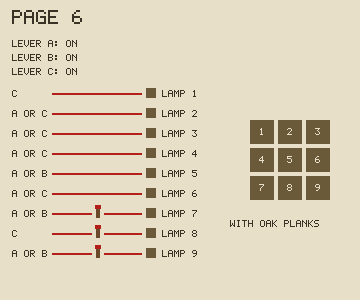 PAGE 6
LEVER A: ON
LEVER B: ON
LEVER C: ON
C LAMP 1
A OR C LAMP 2
A OR C LAMP 3
A OR C LAMP 4
A OR B LAMP 5
A OR C LAMP 6
A OR B LAMP 7
C LAMP 8
A OR B LAMP 9
1 2 3
4 5 6
7 8 9
WITH OAK PLANKS